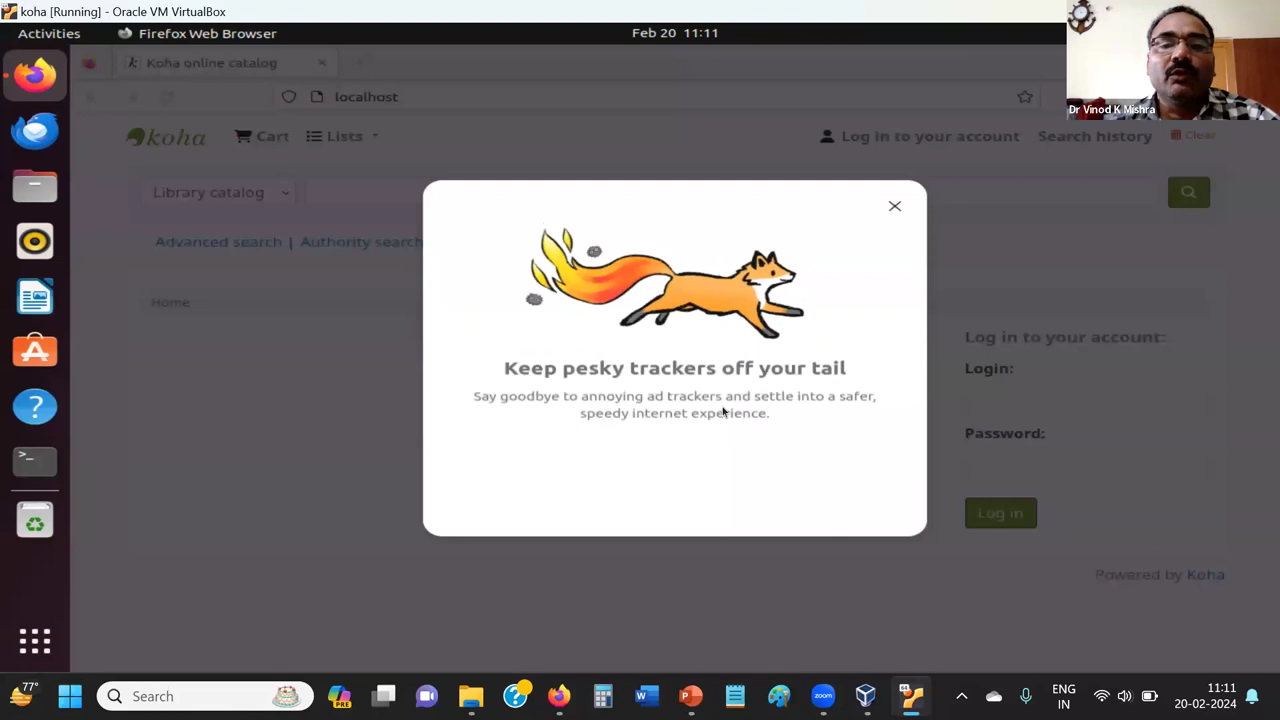 koha [Running] - Oracle VM VirtualBox
Activities
Firefox Web Browser
Feb 20 11:11
Koha online catalog
localhost
Dr Vinod K Mishra
koha
Cart
Lists
Log in to your account
Search history
Clear
Library catalog
Advanced search | Authority search
Home
Keep pesky trackers off your tail
Say goodbye to annoying ad trackers and settle into a safer,
speedy internet experience.
Log in to your account:
Login:
Password:
Log in
Powered by Koha
77°
Search
PRE
zoom
ENG
IN
11:11
20-02-2024